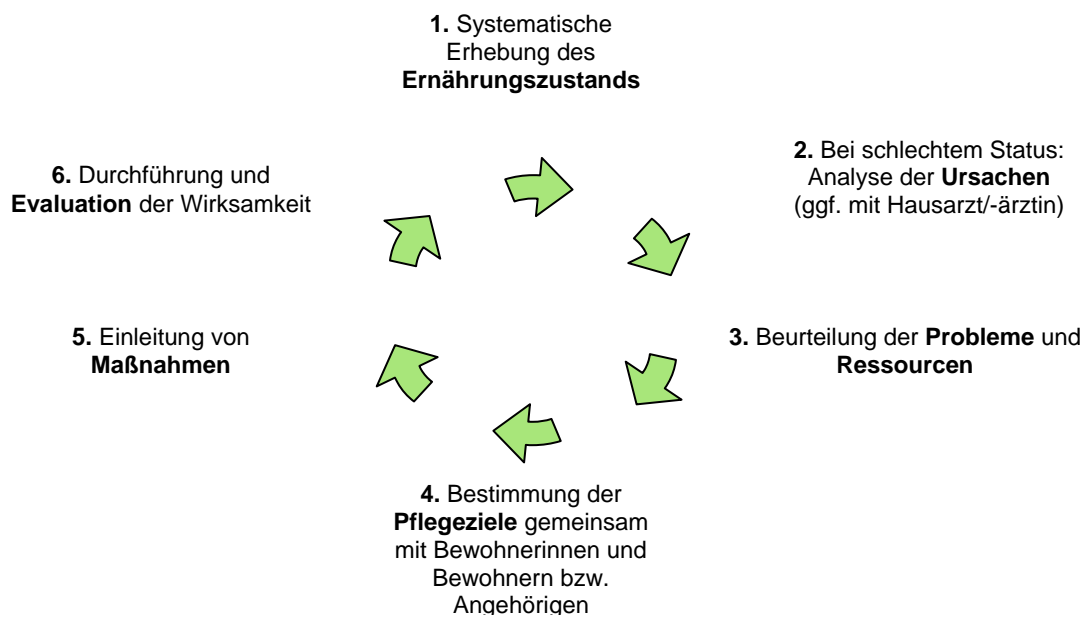 1. Systematische
Erhebung des
Ernährungszustands
2. Bei schlechtem Status:
Analyse der Ursachen
(ggf. mit Hausarzt/-ärztin)
3. Beurteilung der Probleme und
Ressourcen
4. Bestimmung der
Pflegeziele gemeinsam
mit Bewohnerinnen und
Bewohnern bzw.
Angehörigen
5. Einleitung von
Maßnahmen
6. Durchführung und
Evaluation der Wirksamkeit